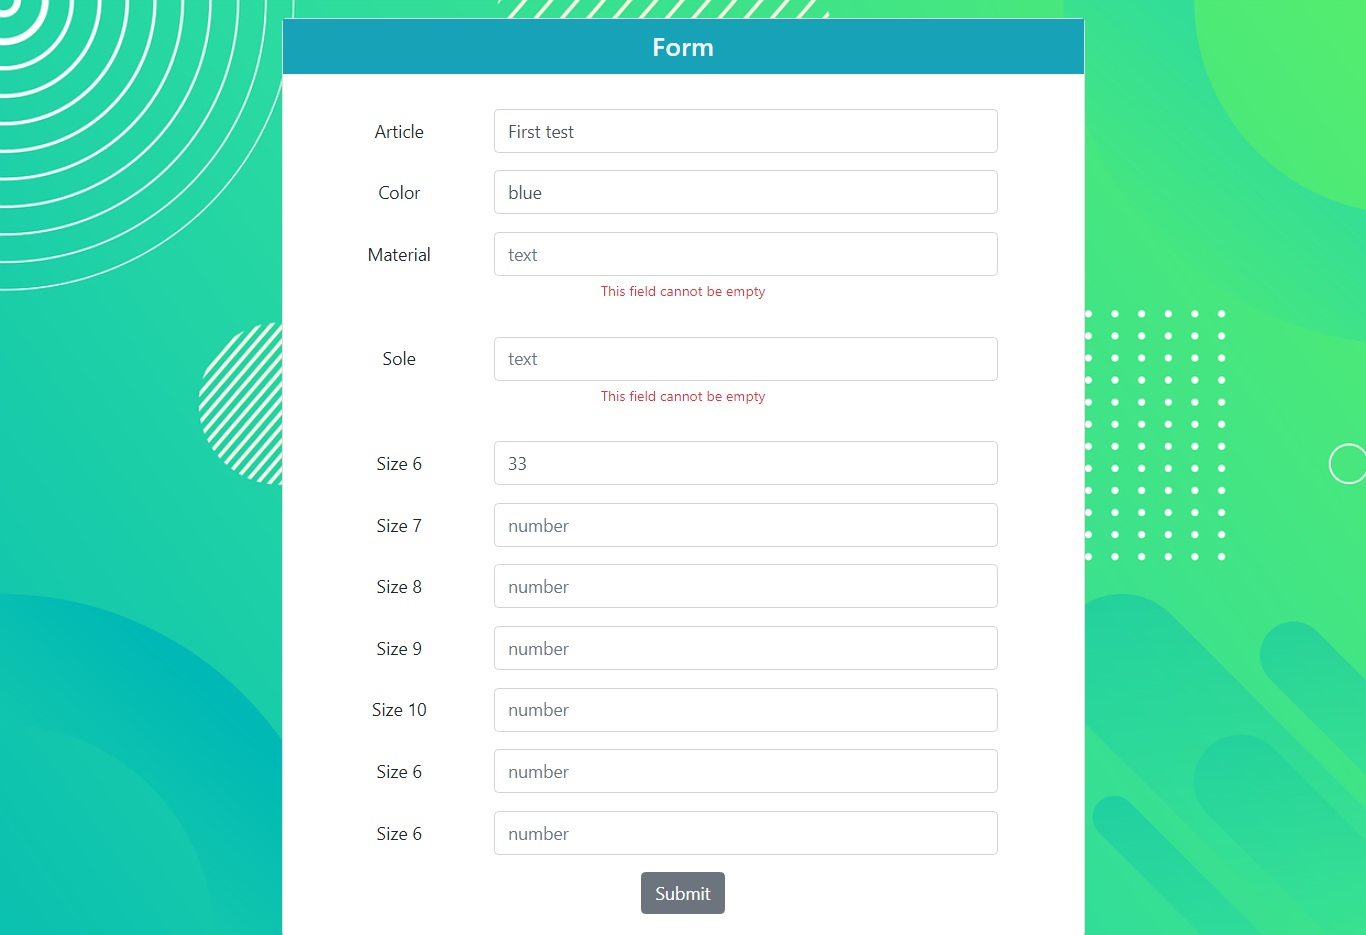 Form
Article First test
Color blue
Material text
This field cannot be empty
Sole text
This field cannot be empty
Size 6 33
Size 7 number
Size 8 number
Size 9 number
Size 10 number
Size 6 number
Size 6 number
Submit